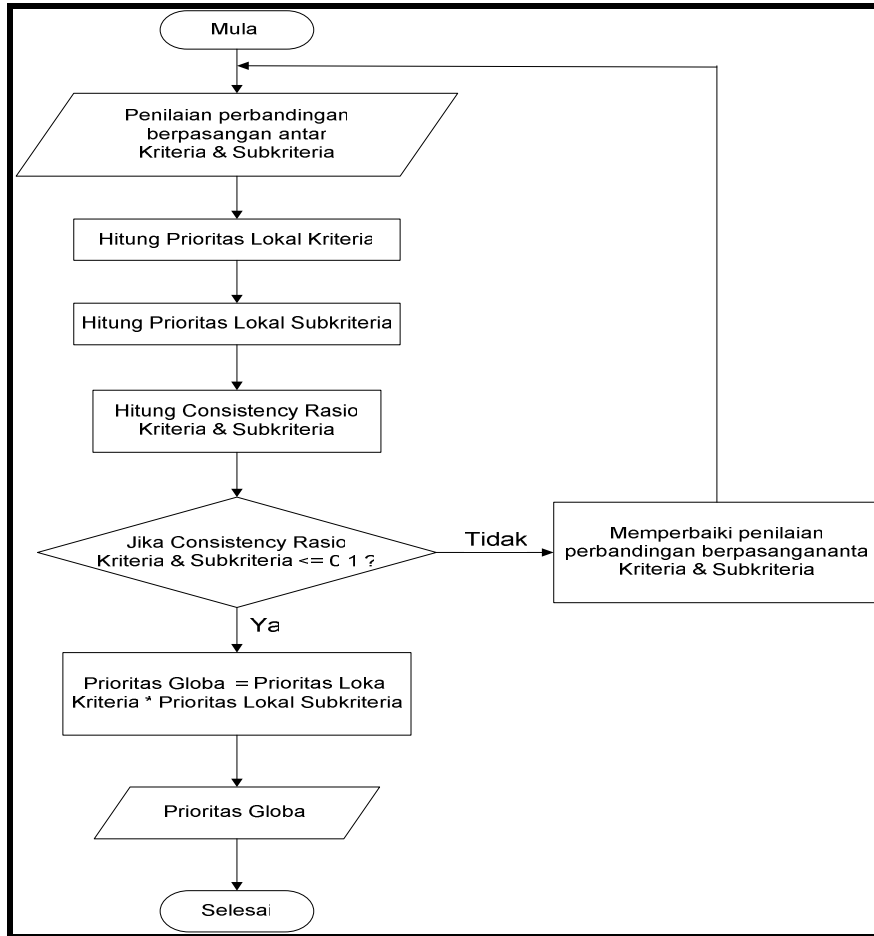 Mula
Penilaian perbandingan
berpasangan antar
Kriteria & Subkriteria
Hitung Prioritas Lokal Kriteria
Hitung Prioritas Lokal Subkriteria
Hitung Consistency Rasio
Kriteria & Subkriteria
Jika Consistency Rasio
Kriteria & Subkriteria <= 0 1 ?
Tidak
Memperbaiki penilaian
perbandingan berpasangananta
Kriteria & Subkriteria
Ya
Prioritas Globa = Prioritas Loka
Kriteria * Prioritas Lokal Subkriteria
Prioritas Globa
Selesai